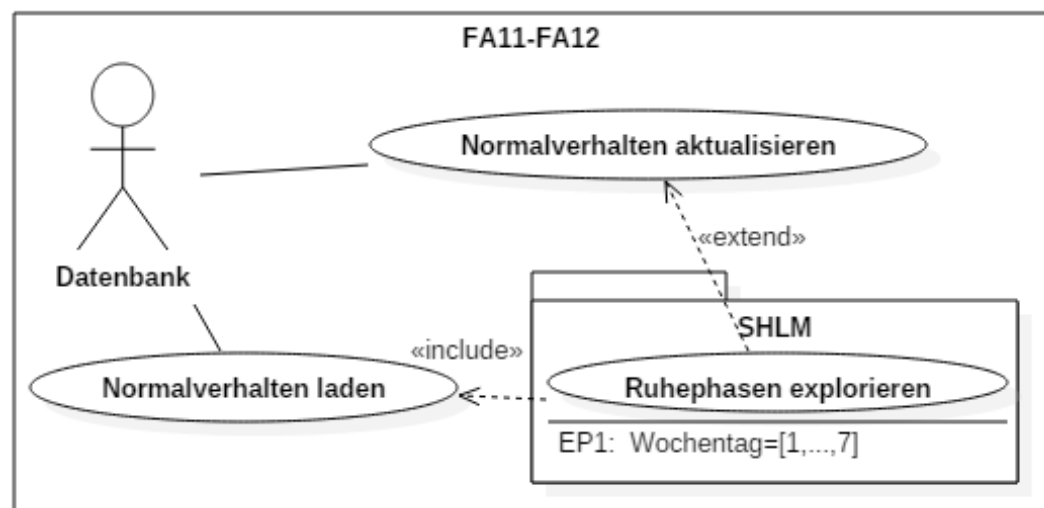 FA11-FA12
Normalverhalten aktualisieren
«extend»
Datenbank
SHLM
«include»
Normalverhalten laden
Ruhephasen explorieren
EP1: Wochentag=[1,...,7]